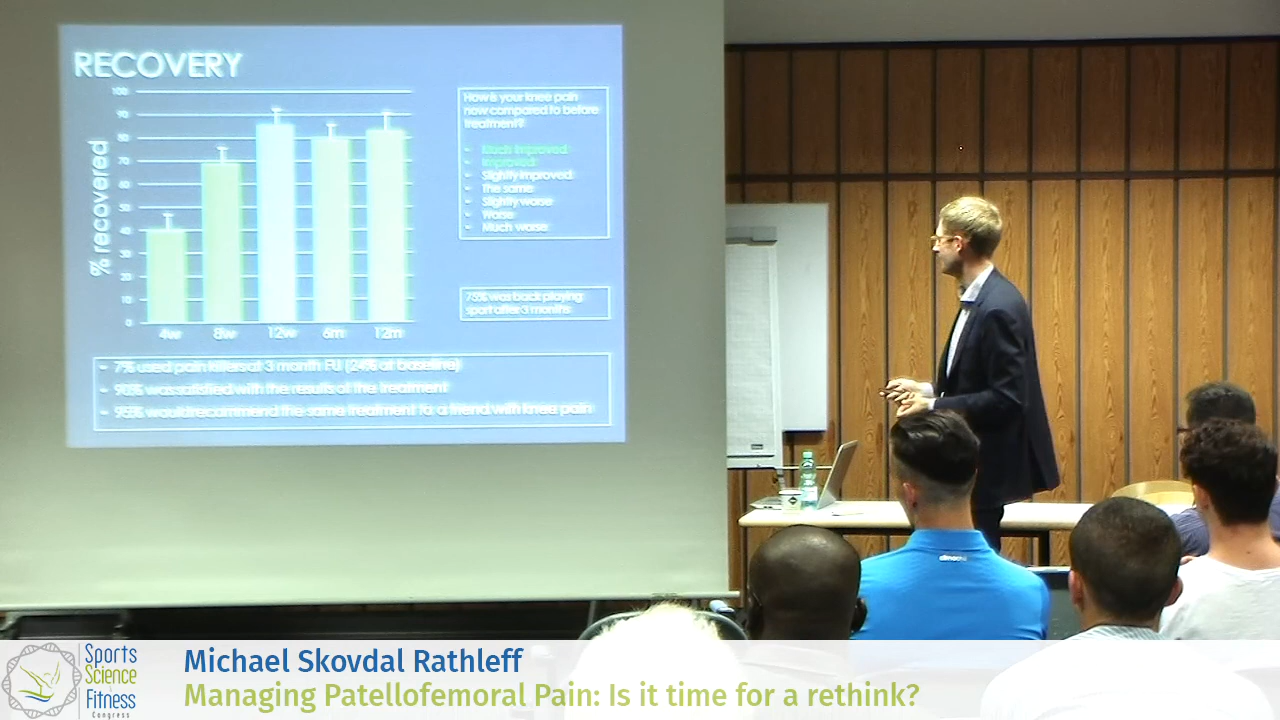 RECOVERY
100
90
80
70
60
50
40
30
20
10
0
% recovered
4w
8w
12w
6m
12m
How is your knee pain
now compared to before
treatment?
- Much improved
- Improved
- Slightly improved
- The same
- Slightly worse
- Worse
- Much worse
75% was back playing
sport after 3 months
- 7% used pain killers at 3 month FU (24% at baseline)
- 90% was satisfied with the results of the treatment
- 95% would recommend the same treatment to a friend with knee pain
Sports
Science
Fitness
Congress
Michael Skovdal Rathleff
Managing Patellofemoral Pain: Is it time for a rethink?